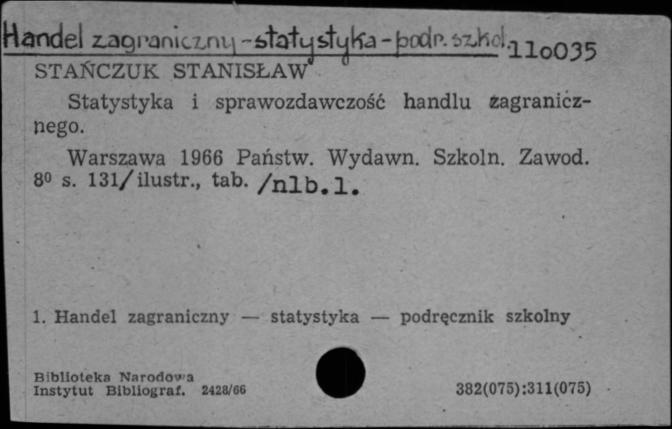 Handel zagraniczny - statystyka - podr. szkol. 110035
STAŃCZUK STANISŁAW
Statystyka i sprawozdawczość handlu zagranicz-
nego.
Warszawa 1966 Państw. Wydawn. Szkoln. Zawod.
8⁰ s. 131/ilustr., tab. /nlb.1.
1. Handel zagraniczny — statystyka — podręcznik szkolny
Biblioteka Narodowa
Instytut Bibliograf. 2428/66 382(075):311(075)